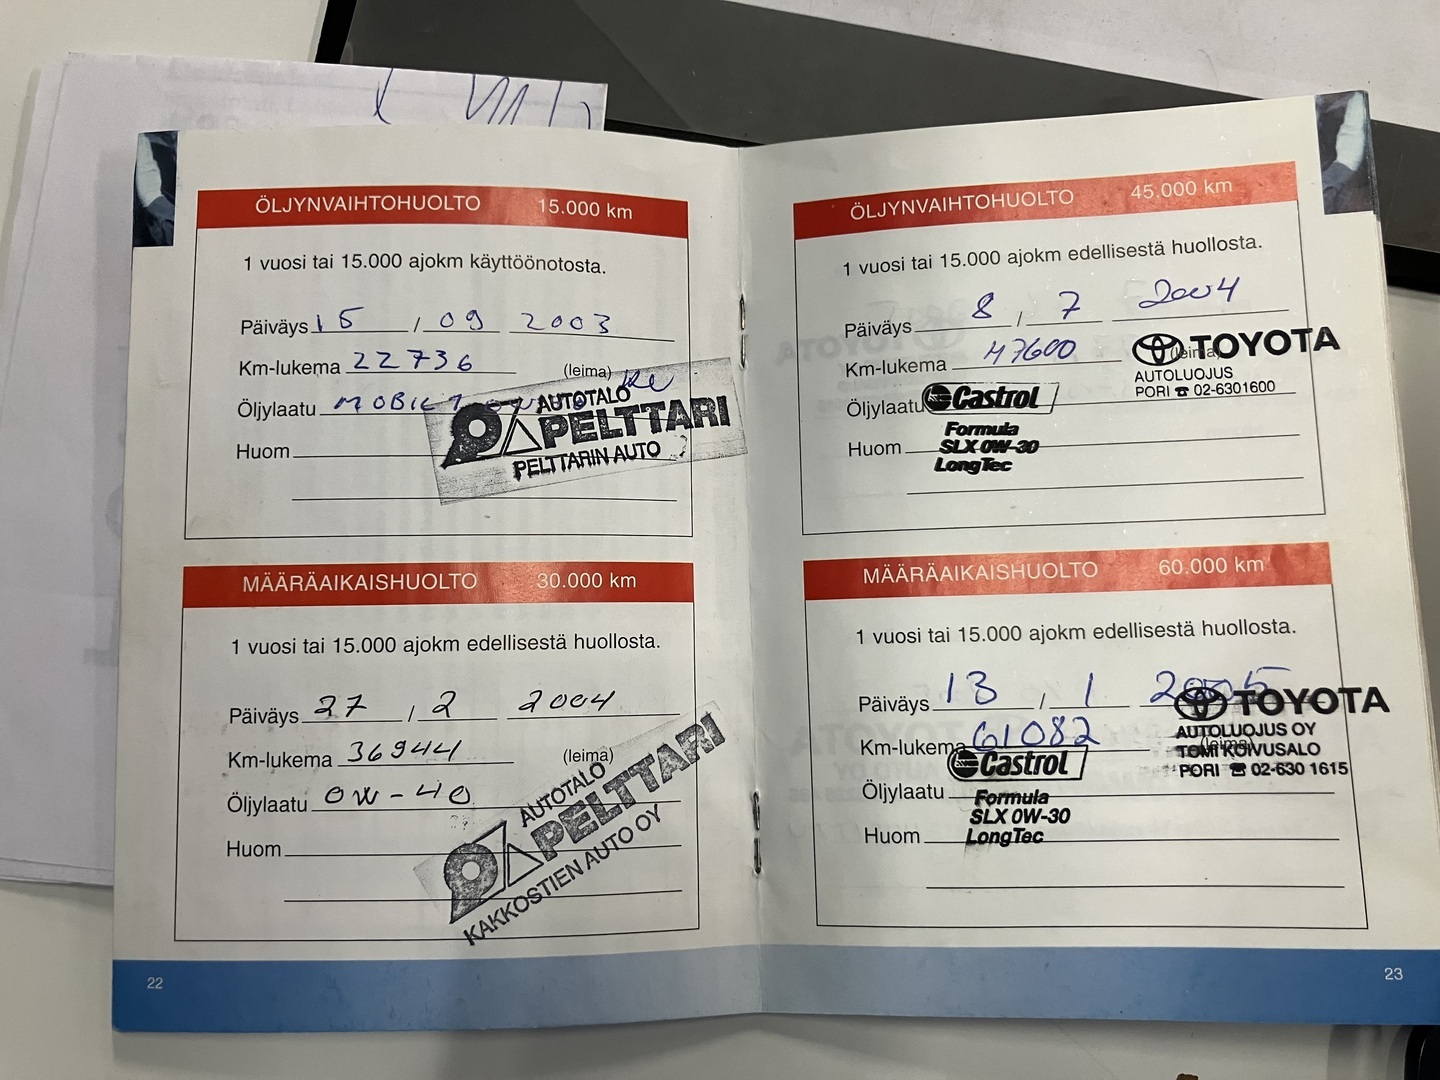 ÖLJYNVAIHTOHUOLTO 15.000 km
1 vuosi tai 15.000 ajokm käyttöönotosta.
Päiväys 15 / 09 2003
Km-lukema 22736 (leima)
Öljylaatu MOBIL 1
AUTOTALO
PELTTARI
PELTTARIN AUTO
Huom
MÄÄRÄAIKAISHUOLTO 30.000 km
1 vuosi tai 15.000 ajokm edellisestä huollosta.
Päiväys 27 / 2 2004
Km-lukema 36944 (leima)
Öljylaatu 0W-40
AUTOTALO
PELTTARI
KAKKOSTIEN AUTO OY
Huom
22
ÖLJYNVAIHTOHUOLTO 45.000 km
1 vuosi tai 15.000 ajokm edellisestä huollosta.
Päiväys 8 / 7 2004
Km-lukema 47600 (leima)
TOYOTA
AUTOLUOJUS
PORI ☎ 02-6301600
Öljylaatu Castrol
Formula
Huom SLX 0W-30
LongTec
MÄÄRÄAIKAISHUOLTO 60.000 km
1 vuosi tai 15.000 ajokm edellisestä huollosta.
Päiväys 13 / 1 2005
TOYOTA
AUTOLUOJUS OY
Km-lukema 61082 (leima)
TOMI KOIVUSALO
PORI ☎ 02-630 1615
Castrol
Öljylaatu Formula
SLX 0W-30
Huom LongTec
23